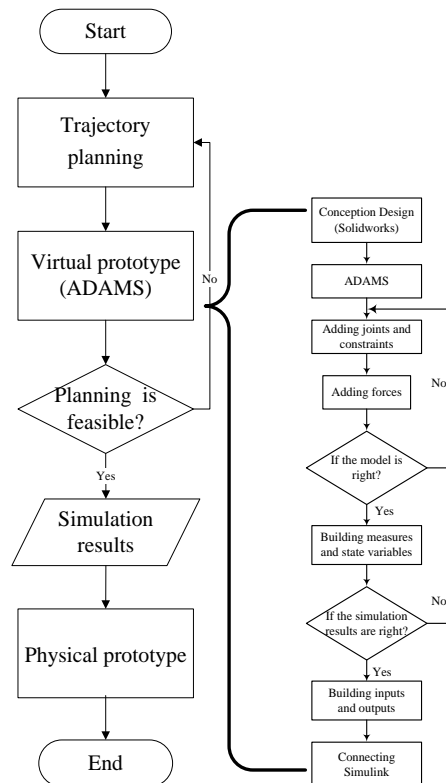 Start
Trajectory
planning
Virtual prototype
(ADAMS)
No
Planning is
feasible?
Yes
Simulation
results
Physical prototype
End
Conception Design
(Solidworks)
ADAMS
Adding joints and
constraints
No
Adding forces
If the model is
right?
Yes
Building measures
and state variables
No
If the simulation
results are right?
Yes
Building inputs
and outputs
Connecting
Simulink